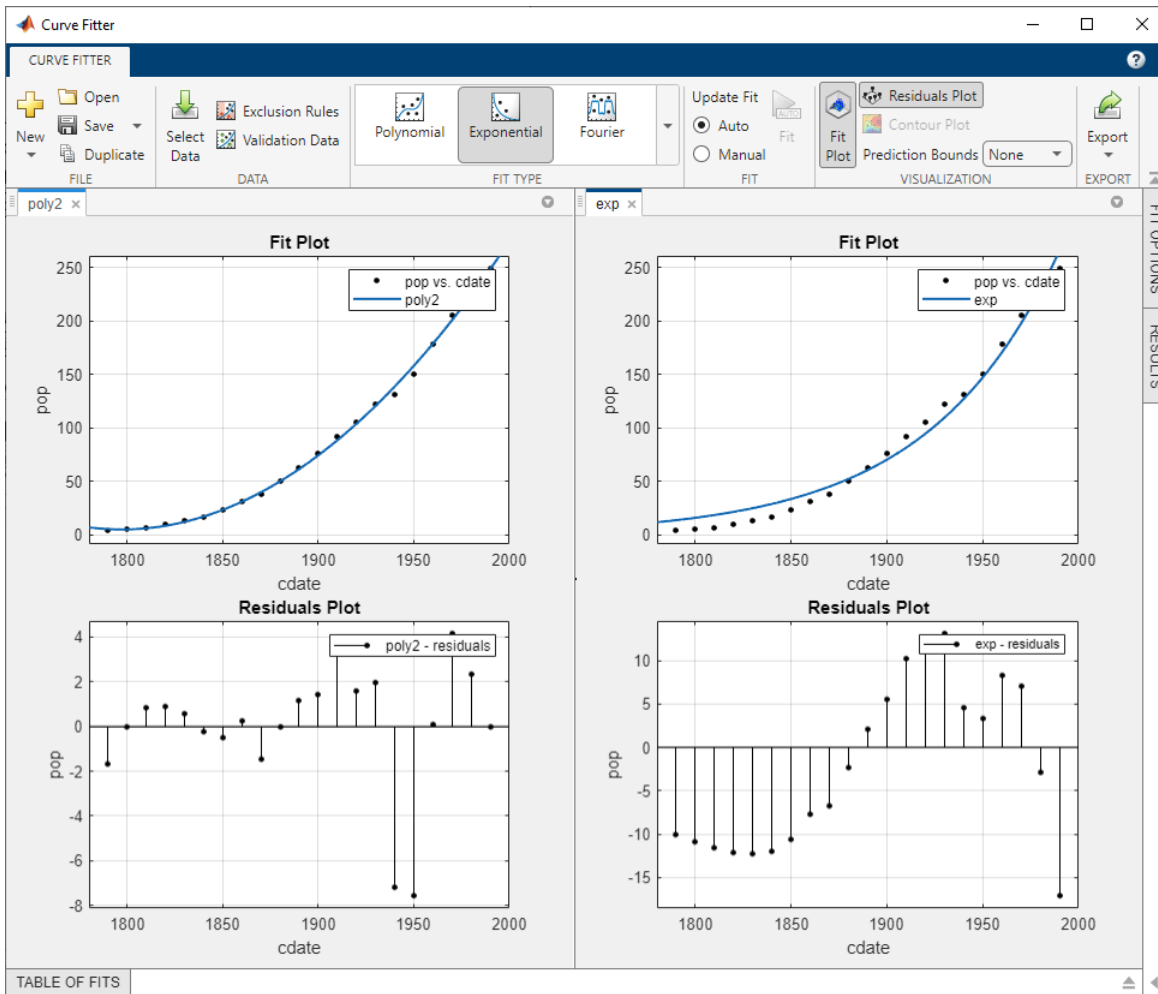 Curve Fitter
CURVE FITTER
?
New
Open
Save
Duplicate
FILE
Select Data
Exclusion Rules
Validation Data
DATA
Polynomial
Exponential
Fourier
FIT TYPE
Update Fit
Auto
Manual
AUTO
Fit
FIT
Fit Plot
Residuals Plot
Contour Plot
Prediction Bounds None
VISUALIZATION
Export
EXPORT
poly2
Fit Plot
250
200
150
100
50
0
pop
pop vs. cdate
poly2
1800 1850 1900 1950 2000
cdate
Residuals Plot
4
2
0
-2
-4
-6
-8
pop
poly2 - residuals
1800 1850 1900 1950 2000
cdate
exp
Fit Plot
250
200
150
100
50
0
pop
pop vs. cdate
exp
1800 1850 1900 1950 2000
cdate
Residuals Plot
10
5
0
-5
-10
-15
pop
exp - residuals
1800 1850 1900 1950 2000
cdate
FIT OPTIONS
RESULTS
TABLE OF FITS